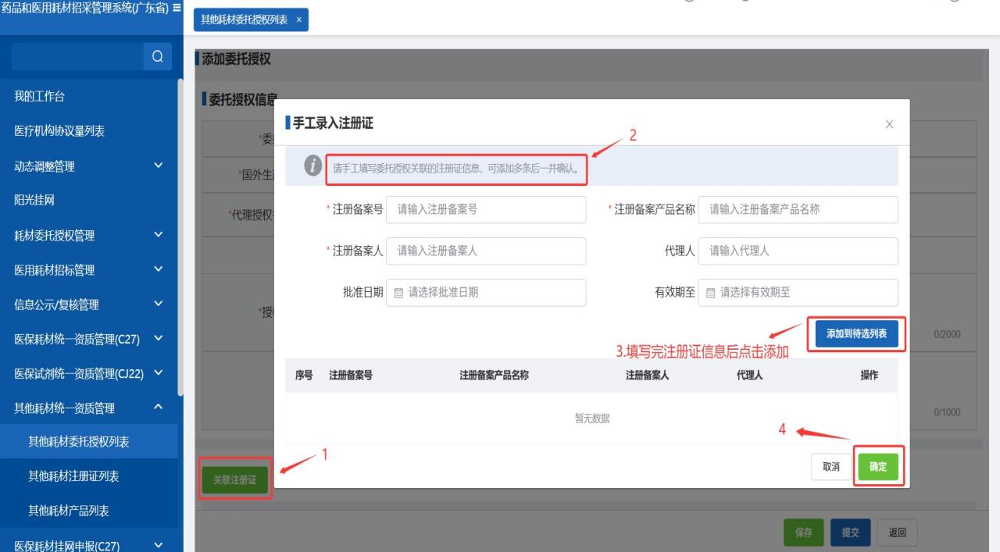 药品和医用耗材招采管理系统(广东省)
其他耗材委托授权列表 ×
我的工作台
医疗机构协议量列表
动态调整管理
阳光挂网
耗材委托授权管理
医用耗材招标管理
信息公示/复核管理
医保耗材统一资质管理(C27)
医保试剂统一资质管理(CJ22)
其他耗材统一资质管理
其他耗材委托授权列表
其他耗材注册证列表
其他耗材产品列表
医保耗材挂网申报(C27)
添加委托授权
委托授权信息
*委
*国外生
*代理授权
*授
0/2000
0/1000
手工录入注册证
×
2
请手工填写委托授权关联的注册证信息，可添加多条后一并确认。
*注册备案号 请输入注册备案号 *注册备案产品名称 请输入注册备案产品名称
*注册备案人 请输入注册备案人 代理人 请输入代理人
批准日期 请选择批准日期 有效期至 请选择有效期至
添加到待选列表
3.填写完注册证信息后点击添加
序号 注册备案号 注册备案产品名称 注册备案人 代理人 操作
暂无数据
4
取消 确定
1
关联注册证
保存 提交 返回